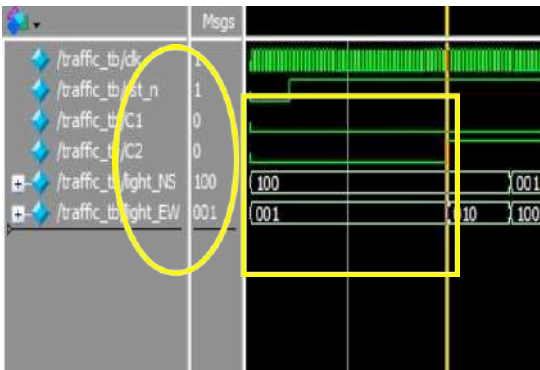 Msgs
/traffic_tb/clk 1
/traffic_tb/rst_n 1
/traffic_tb/C1 0
/traffic_tb/C2 0
/traffic_tb/light_NS 100 100 001
/traffic_tb/light_EW 001 001 010 100